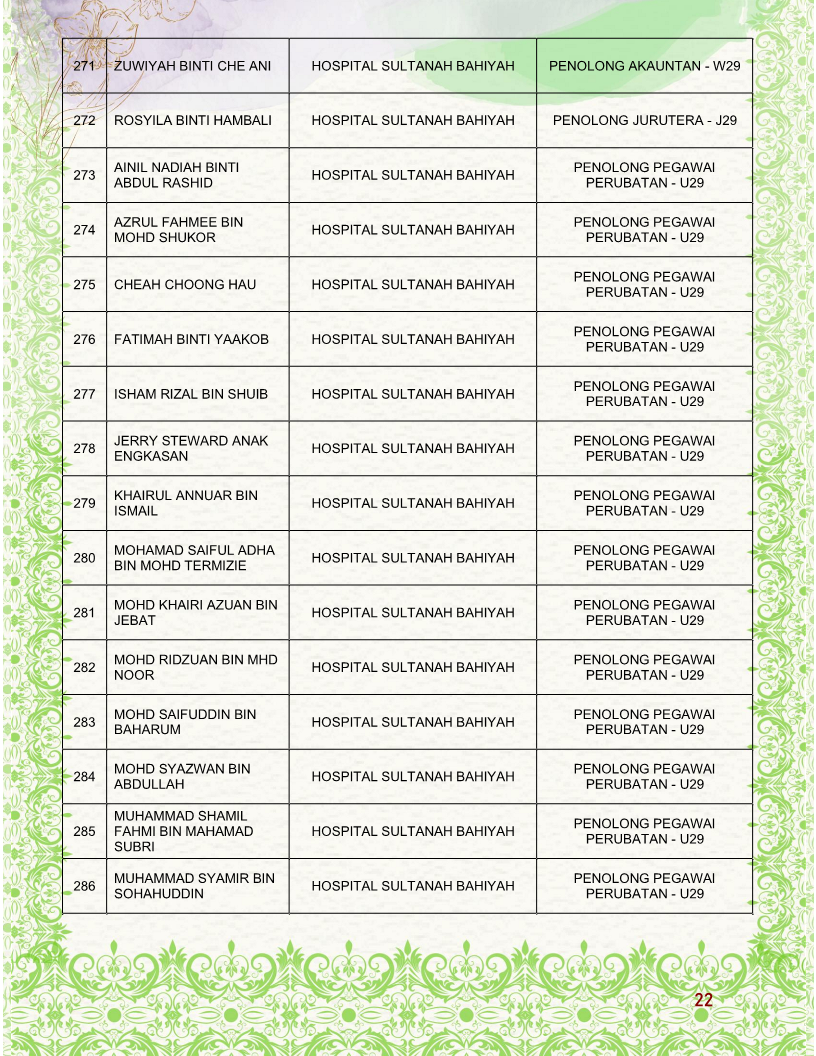 271 ZUWIYAH BINTI CHE ANI HOSPITAL SULTANAH BAHIYAH PENOLONG AKAUNTAN - W29
272 ROSYILA BINTI HAMBALI HOSPITAL SULTANAH BAHIYAH PENOLONG JURUTERA - J29
273 AINIL NADIAH BINTI
ABDUL RASHID HOSPITAL SULTANAH BAHIYAH PENOLONG PEGAWAI
PERUBATAN - U29
274 AZRUL FAHMEE BIN
MOHD SHUKOR HOSPITAL SULTANAH BAHIYAH PENOLONG PEGAWAI
PERUBATAN - U29
275 CHEAH CHOONG HAU HOSPITAL SULTANAH BAHIYAH PENOLONG PEGAWAI
PERUBATAN - U29
276 FATIMAH BINTI YAAKOB HOSPITAL SULTANAH BAHIYAH PENOLONG PEGAWAI
PERUBATAN - U29
277 ISHAM RIZAL BIN SHUIB HOSPITAL SULTANAH BAHIYAH PENOLONG PEGAWAI
PERUBATAN - U29
278 JERRY STEWARD ANAK
ENGKASAN HOSPITAL SULTANAH BAHIYAH PENOLONG PEGAWAI
PERUBATAN - U29
279 KHAIRUL ANNUAR BIN
ISMAIL HOSPITAL SULTANAH BAHIYAH PENOLONG PEGAWAI
PERUBATAN - U29
280 MOHAMAD SAIFUL ADHA
BIN MOHD TERMIZIE HOSPITAL SULTANAH BAHIYAH PENOLONG PEGAWAI
PERUBATAN - U29
281 MOHD KHAIRI AZUAN BIN
JEBAT HOSPITAL SULTANAH BAHIYAH PENOLONG PEGAWAI
PERUBATAN - U29
282 MOHD RIDZUAN BIN MHD
NOOR HOSPITAL SULTANAH BAHIYAH PENOLONG PEGAWAI
PERUBATAN - U29
283 MOHD SAIFUDDIN BIN
BAHARUM HOSPITAL SULTANAH BAHIYAH PENOLONG PEGAWAI
PERUBATAN - U29
284 MOHD SYAZWAN BIN
ABDULLAH HOSPITAL SULTANAH BAHIYAH PENOLONG PEGAWAI
PERUBATAN - U29
285 MUHAMMAD SHAMIL
FAHMI BIN MAHAMAD
SUBRI HOSPITAL SULTANAH BAHIYAH PENOLONG PEGAWAI
PERUBATAN - U29
286 MUHAMMAD SYAMIR BIN
SOHAHUDDIN HOSPITAL SULTANAH BAHIYAH PENOLONG PEGAWAI
PERUBATAN - U29
22